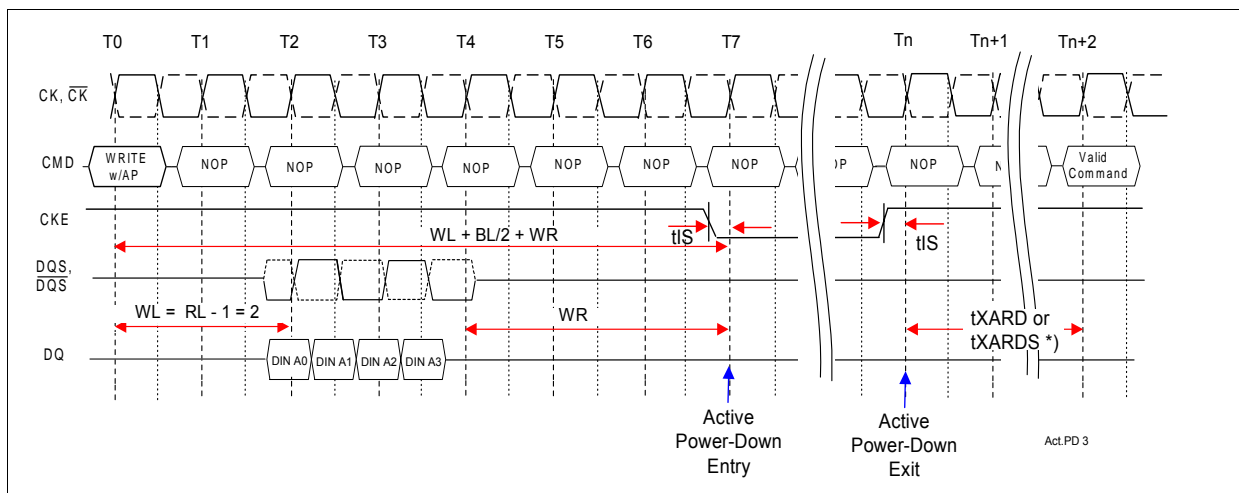 T0 T1 T2 T3 T4 T5 T6 T7 Tn Tn+1 Tn+2
CK, CK
CMD WRITE w/AP NOP NOP NOP NOP NOP NOP NOP OP NOP N Valid Command
CKE
tIS
tIS
WL + BL/2 + WR
DQS,
DQS
WL = RL - 1 = 2
WR
tXARD or
tXARDS *)
DQ DIN A0 DIN A1 DIN A2 DIN A3
Active
Power-Down
Entry
Active
Power-Down
Exit
Act.PD 3